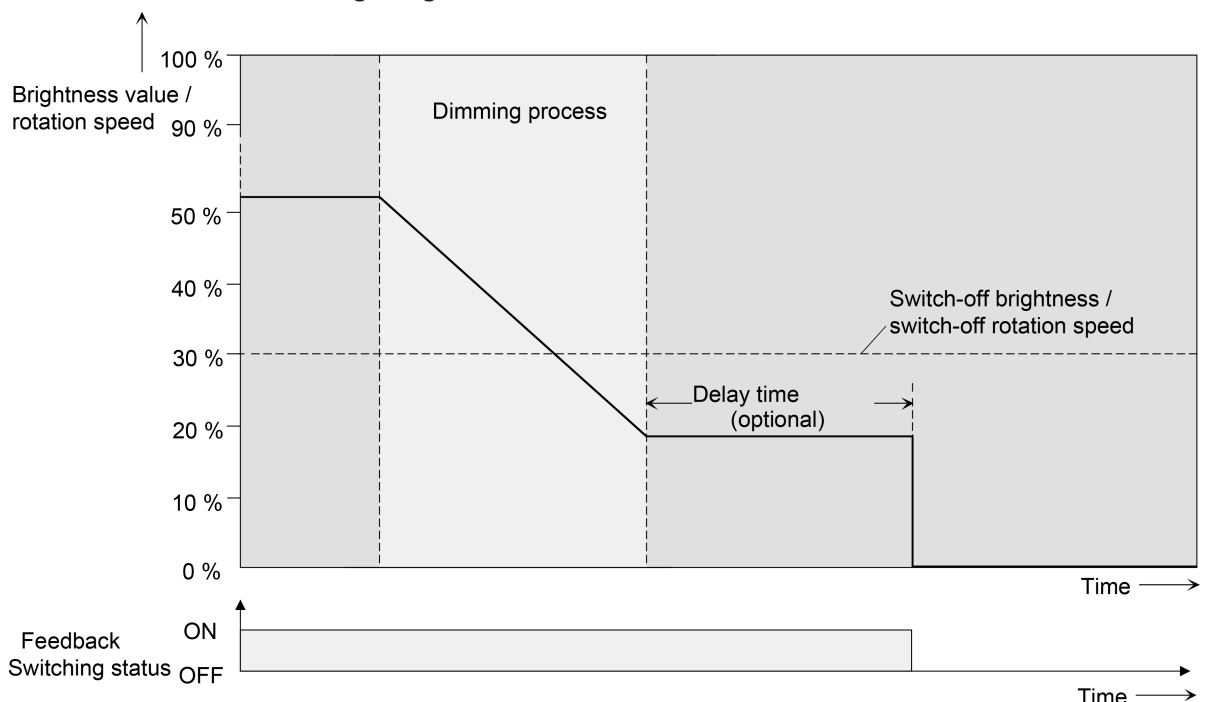 100 %
Brightness value /
rotation speed
90 %
Dimming process
50 %
40 %
Switch-off brightness /
switch-off rotation speed
30 %
Delay time
(optional)
20 %
10 %
0 %
Time
ON
Feedback
Switching status
OFF
Time